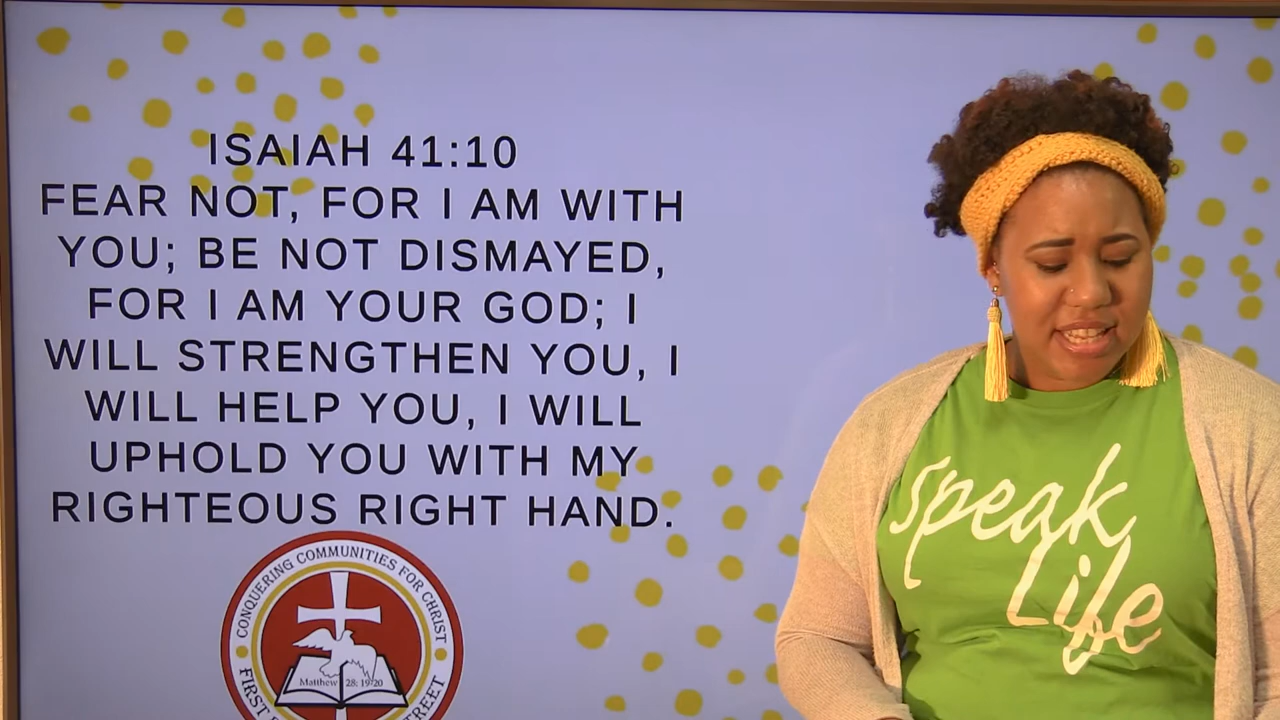 ISAIAH 41:10
FEAR NOT, FOR I AM WITH
YOU; BE NOT DISMAYED,
FOR I AM YOUR GOD; I
WILL STRENGTHEN YOU, I
WILL HELP YOU, I WILL
UPHOLD YOU WITH MY
RIGHTEOUS RIGHT HAND.
CONQUERING COMMUNITIES FOR CHRIST
Matthew 28:19-20
FIRST
speak
Life